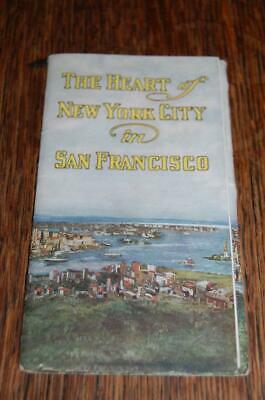 THE HEART of
NEW YORK CITY
in
SAN FRANCISCO